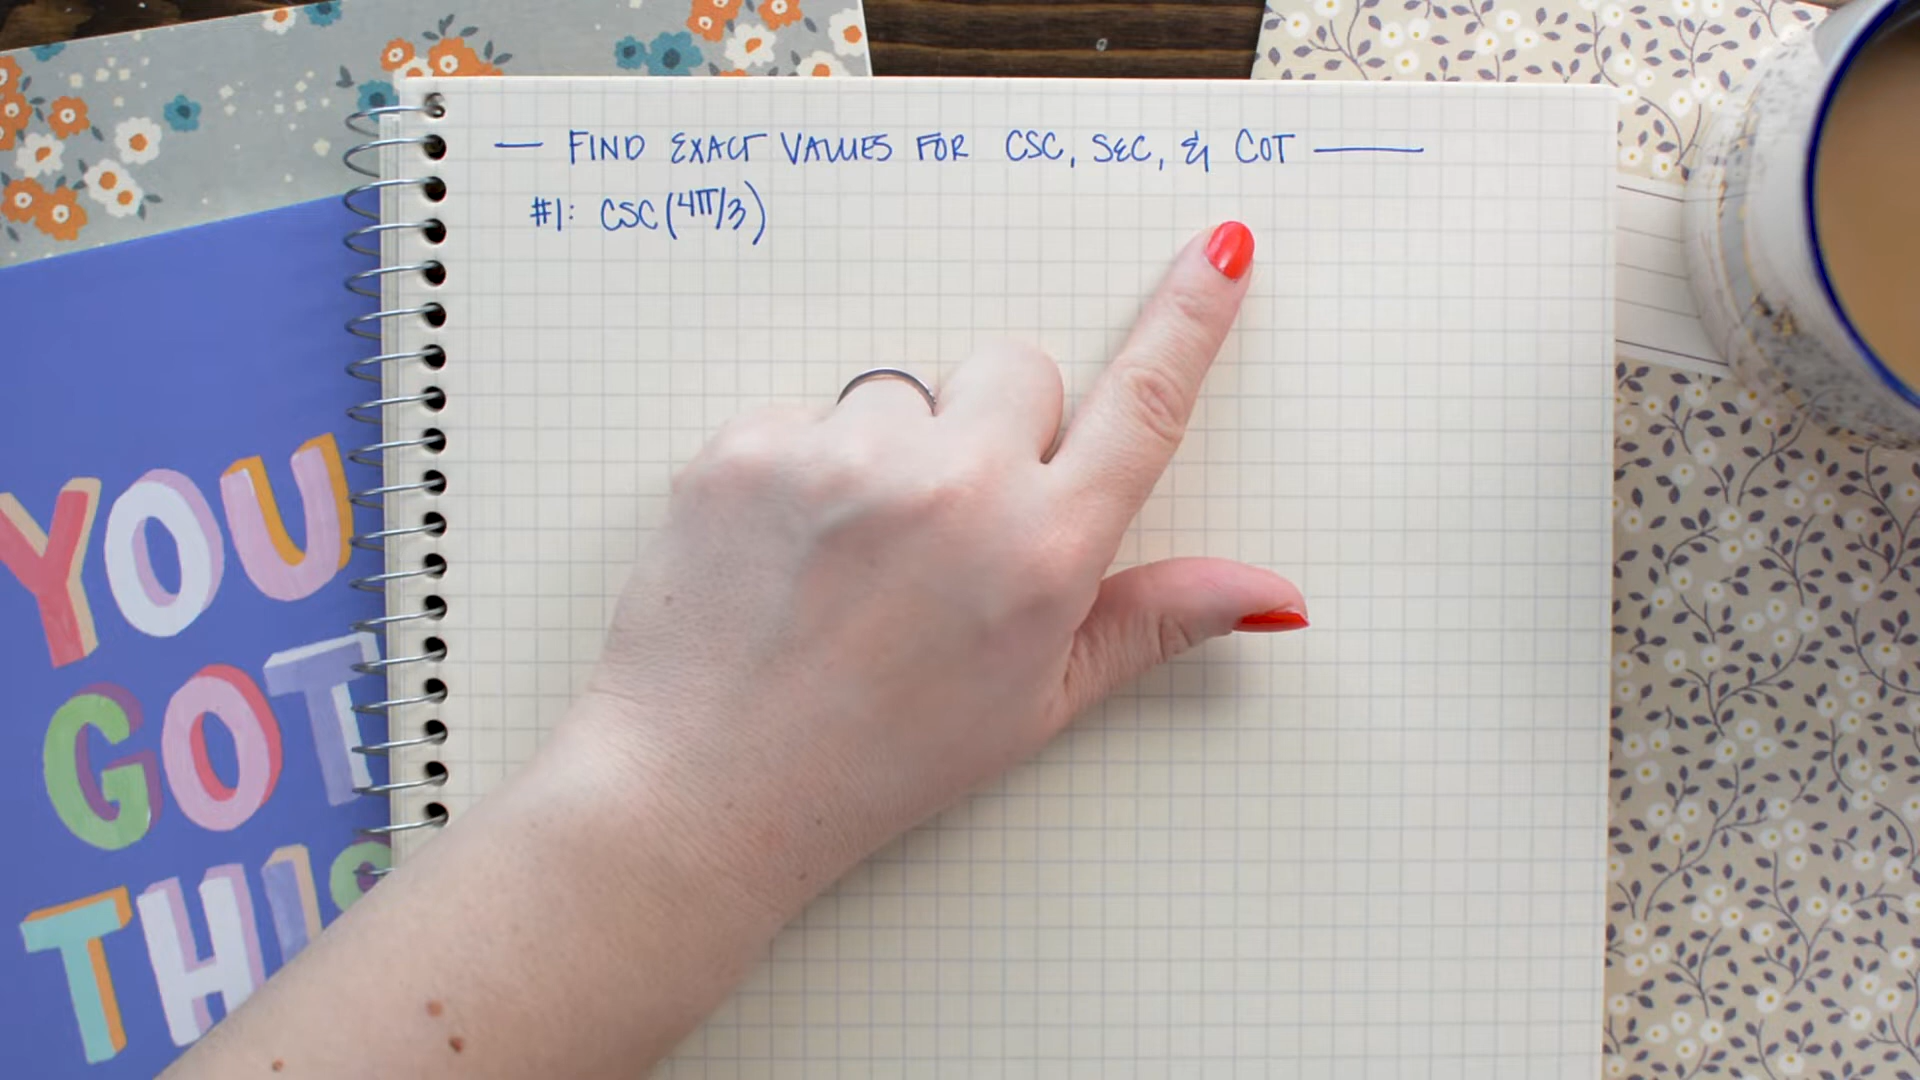 — FIND EXACT VALUES FOR CSC, SEC, & COT —
#1: CSC(4π/3)
YOU
GOT
THIS